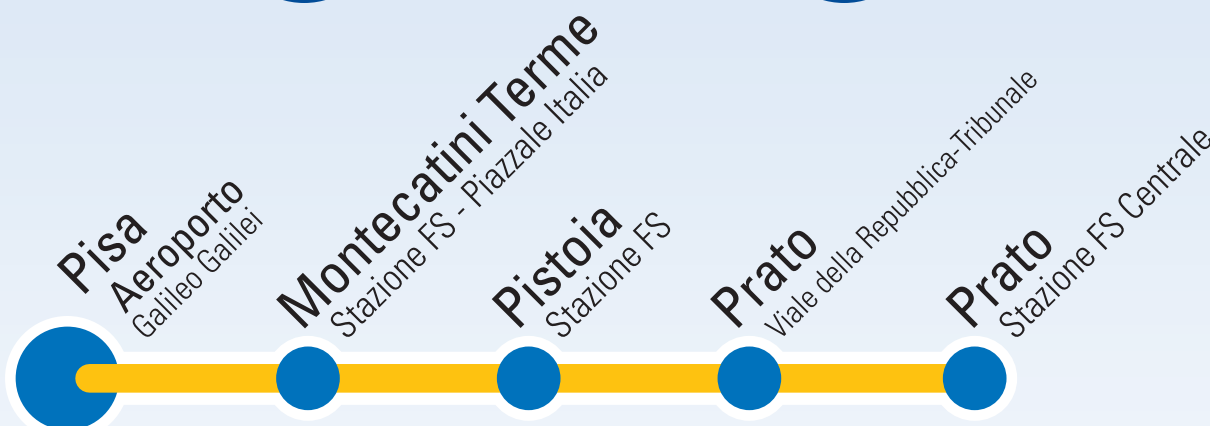 Pisa
Aeroporto
Galileo Galilei
Montecatini Terme
Stazione FS - Piazzale Italia
Pistoia
Stazione FS
Prato
Viale della Repubblica-Tribunale
Prato
Stazione FS Centrale